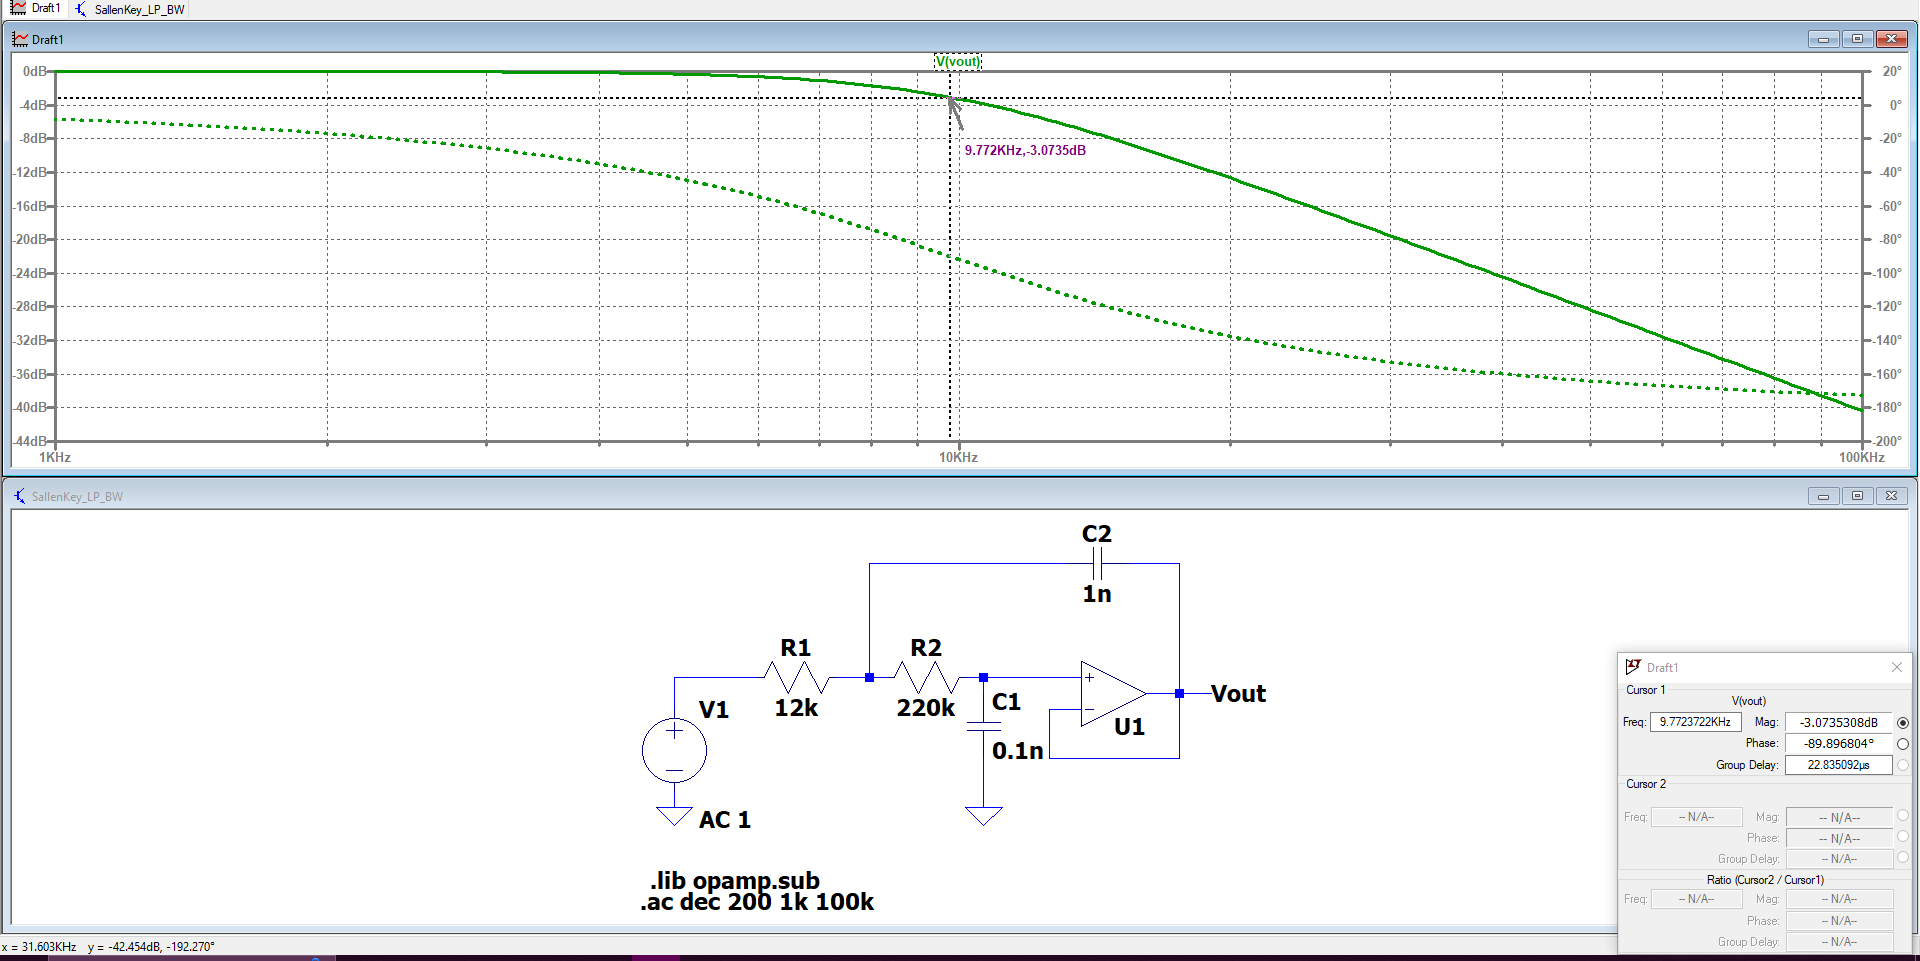 Draft1 SallenKey_LP_BW
Draft1
V(vout)
0dB 20°
-4dB 0°
-8dB -20°
9.772KHz,-3.0735dB
-12dB -40°
-16dB -60°
-20dB -80°
-24dB -100°
-28dB -120°
-32dB -140°
-36dB -160°
-40dB -180°
-44dB -200°
1KHz 10KHz 100KHz
SallenKey_LP_BW
C2
1n
R1 R2
12k 220k
C1
0.1n
V1
AC 1
U1
Vout
.lib opamp.sub
.ac dec 200 1k 100k
Draft1
Cursor 1
V(vout)
Freq: 9.7723722KHz Mag: -3.0735308dB
Phase: -89.896804°
Group Delay: 22.835092µs
Cursor 2
Freq: -- N/A-- Mag: -- N/A--
Phase: -- N/A--
Group Delay: -- N/A--
Ratio (Cursor2 / Cursor1)
Freq: -- N/A-- Mag: -- N/A--
Phase: -- N/A--
Group Delay: -- N/A--
x = 31.603KHz y = -42.454dB, -192.270°